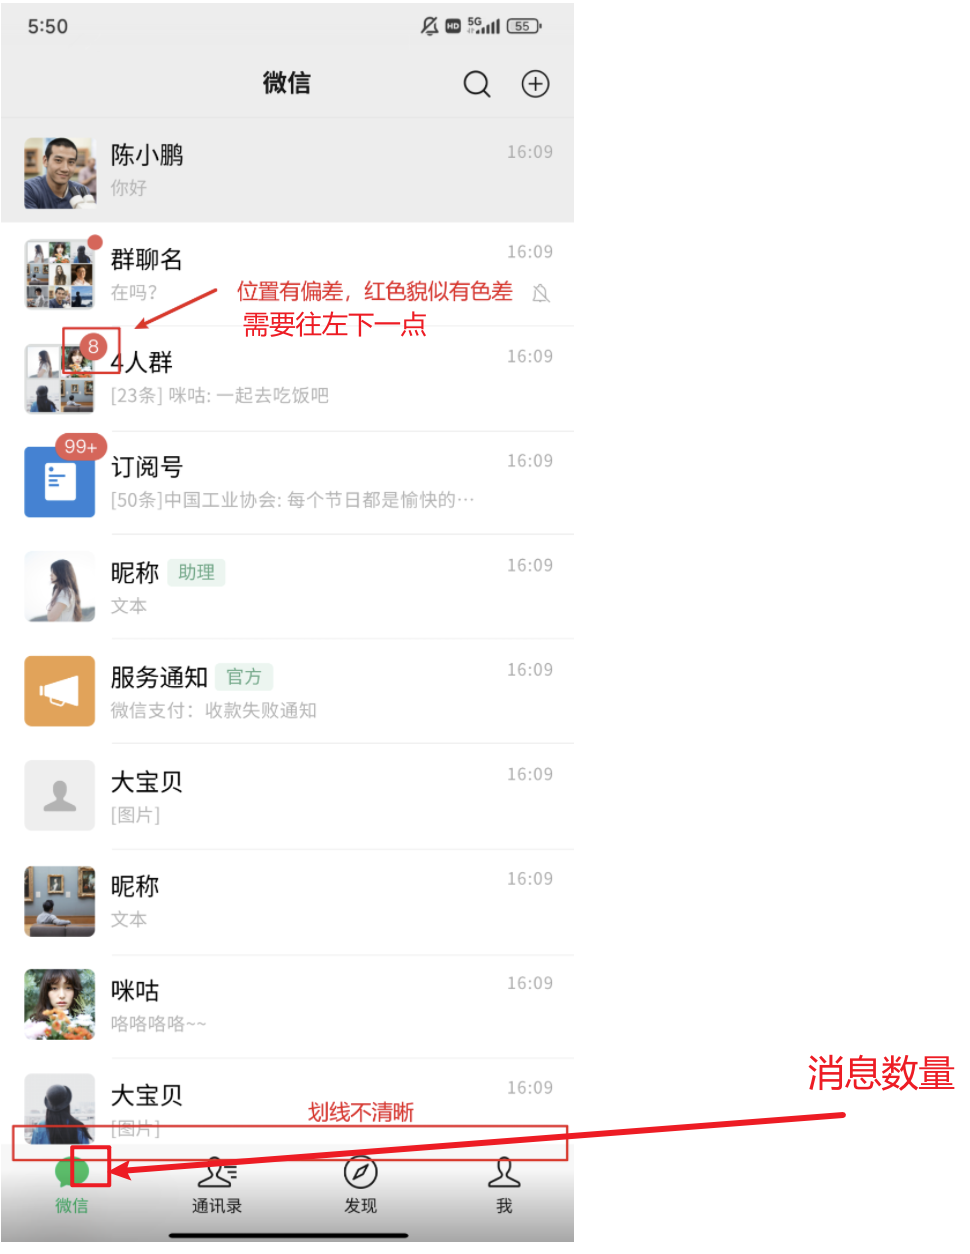 5:50
HD 5G 55
微信
陈小鹏 16:09
你好
群聊名 16:09
在吗?
位置有偏差，红色貌似有色差
需要往左下一点
8
4人群 16:09
[23条] 咪咕: 一起去吃饭吧
99+
订阅号 16:09
[50条]中国工业协会: 每个节日都是愉快的…
昵称 助理 16:09
文本
服务通知 官方 16:09
微信支付：收款失败通知
大宝贝 16:09
[图片]
昵称 16:09
文本
咪咕 16:09
咯咯咯咯~~
消息数量
大宝贝 16:09
划线不清晰
[图片]
微信 通讯录 发现 我